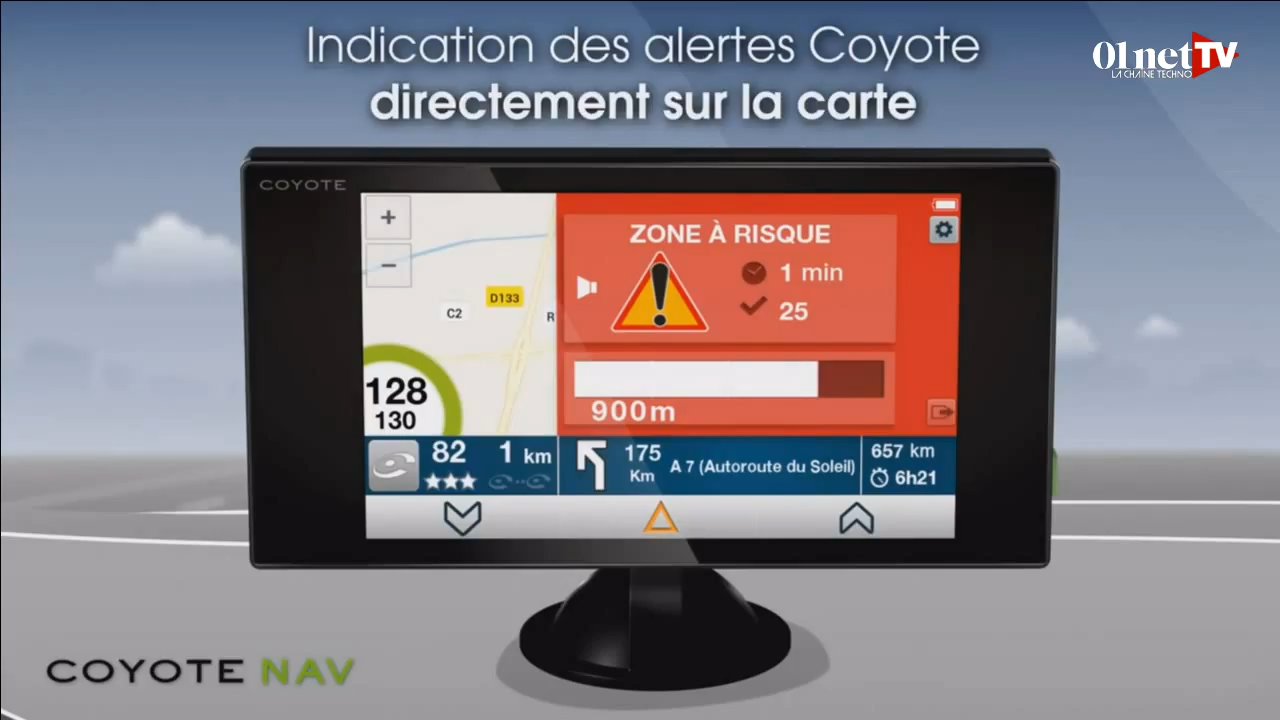 Indication des alertes Coyote
directement sur la carte
01net TV
LA CHAINE TECHNO
COYOTE
+
−
C2
D133
R
128
130
ZONE À RISQUE
1 min
25
900m
82
1 km
175
Km
A 7 (Autoroute du Soleil)
657 km
6h21
COYOTE NAV